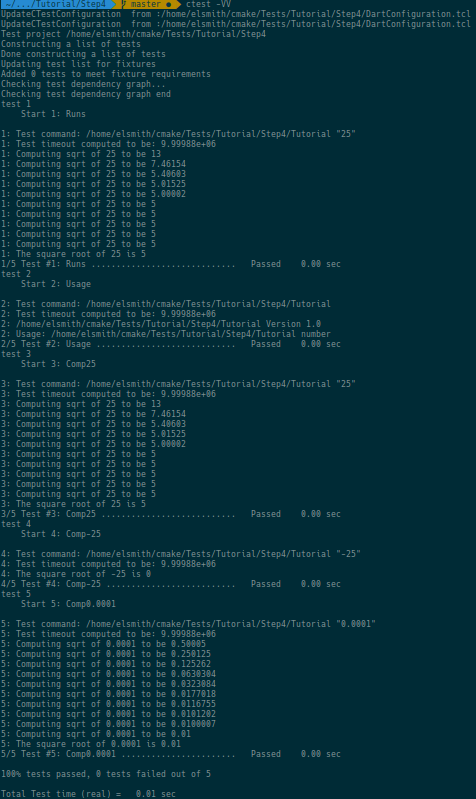 ~/.../Tutorial/Step4 master ● ctest -VV
UpdateCTestConfiguration  from :/home/elsmith/cmake/Tests/Tutorial/Step4/DartConfiguration.tcl
UpdateCTestConfiguration  from :/home/elsmith/cmake/Tests/Tutorial/Step4/DartConfiguration.tcl
Test project /home/elsmith/cmake/Tests/Tutorial/Step4
Constructing a list of tests
Done constructing a list of tests
Updating test list for fixtures
Added 0 tests to meet fixture requirements
Checking test dependency graph...
Checking test dependency graph end
test 1
    Start 1: Runs

1: Test command: /home/elsmith/cmake/Tests/Tutorial/Step4/Tutorial "25"
1: Test timeout computed to be: 9.99988e+06
1: Computing sqrt of 25 to be 13
1: Computing sqrt of 25 to be 7.46154
1: Computing sqrt of 25 to be 5.40603
1: Computing sqrt of 25 to be 5.01525
1: Computing sqrt of 25 to be 5.00002
1: Computing sqrt of 25 to be 5
1: Computing sqrt of 25 to be 5
1: Computing sqrt of 25 to be 5
1: Computing sqrt of 25 to be 5
1: Computing sqrt of 25 to be 5
1: The square root of 25 is 5
1/5 Test #1: Runs .............................   Passed    0.00 sec
test 2
    Start 2: Usage

2: Test command: /home/elsmith/cmake/Tests/Tutorial/Step4/Tutorial
2: Test timeout computed to be: 9.99988e+06
2: /home/elsmith/cmake/Tests/Tutorial/Step4/Tutorial Version 1.0
2: Usage: /home/elsmith/cmake/Tests/Tutorial/Step4/Tutorial number
2/5 Test #2: Usage ............................   Passed    0.00 sec
test 3
    Start 3: Comp25

3: Test command: /home/elsmith/cmake/Tests/Tutorial/Step4/Tutorial "25"
3: Test timeout computed to be: 9.99988e+06
3: Computing sqrt of 25 to be 13
3: Computing sqrt of 25 to be 7.46154
3: Computing sqrt of 25 to be 5.40603
3: Computing sqrt of 25 to be 5.01525
3: Computing sqrt of 25 to be 5.00002
3: Computing sqrt of 25 to be 5
3: Computing sqrt of 25 to be 5
3: Computing sqrt of 25 to be 5
3: Computing sqrt of 25 to be 5
3: Computing sqrt of 25 to be 5
3: The square root of 25 is 5
3/5 Test #3: Comp25 ...........................   Passed    0.00 sec
test 4
    Start 4: Comp-25

4: Test command: /home/elsmith/cmake/Tests/Tutorial/Step4/Tutorial "-25"
4: Test timeout computed to be: 9.99988e+06
4: The square root of -25 is 0
4/5 Test #4: Comp-25 ..........................   Passed    0.00 sec
test 5
    Start 5: Comp0.0001

5: Test command: /home/elsmith/cmake/Tests/Tutorial/Step4/Tutorial "0.0001"
5: Test timeout computed to be: 9.99988e+06
5: Computing sqrt of 0.0001 to be 0.50005
5: Computing sqrt of 0.0001 to be 0.250125
5: Computing sqrt of 0.0001 to be 0.125262
5: Computing sqrt of 0.0001 to be 0.0630304
5: Computing sqrt of 0.0001 to be 0.0323084
5: Computing sqrt of 0.0001 to be 0.0177018
5: Computing sqrt of 0.0001 to be 0.0116755
5: Computing sqrt of 0.0001 to be 0.0101202
5: Computing sqrt of 0.0001 to be 0.0100007
5: Computing sqrt of 0.0001 to be 0.01
5: The square root of 0.0001 is 0.01
5/5 Test #5: Comp0.0001 .......................   Passed    0.00 sec

100% tests passed, 0 tests failed out of 5

Total Test time (real) =   0.01 sec